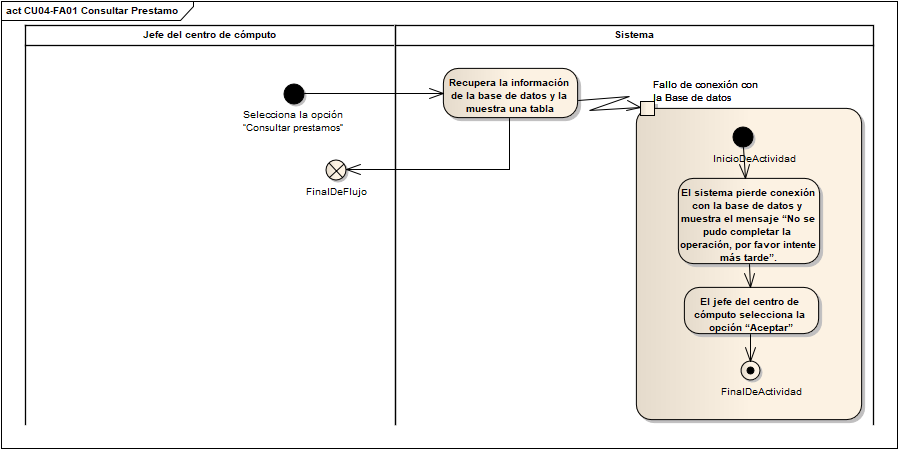 act CU04-FA01 Consultar Prestamo
Jefe del centro de cómputo
Sistema
Selecciona la opción
"Consultar prestamos"
Recupera la información
de la base de datos y la
muestra una tabla
Fallo de conexión con
la Base de datos
FinalDeFlujo
InicioDeActividad
El sistema pierde conexión
con la base de datos y
muestra el mensaje “No se
pudo completar la
operación, por favor intente
más tarde”.
El jefe del centro de
cómputo selecciona la
opción “Aceptar”
FinalDeActividad